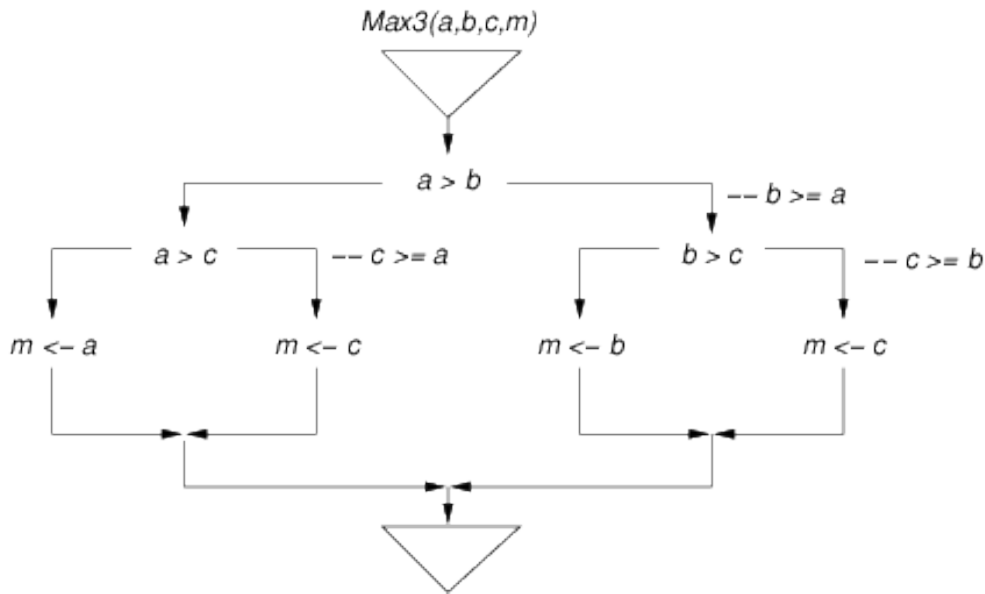 Max3(a,b,c,m)
a > b
-- b >= a
a > c
-- c >= a
b > c
-- c >= b
m <- a
m <- c
m <- b
m <- c